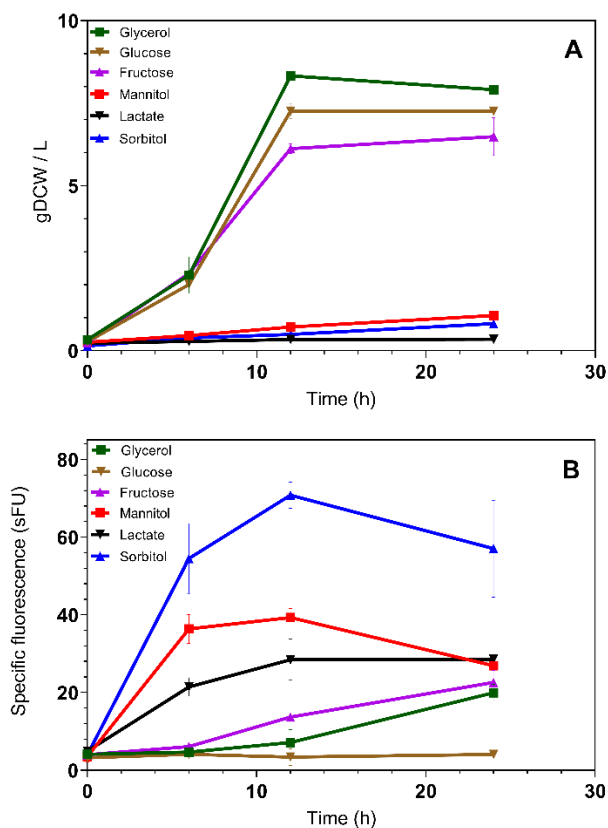 A
Glycerol
Glucose
Fructose
Mannitol
Lactate
Sorbitol
gDCW / L
10
5
0
0
10
20
30
Time (h)
B
Glycerol
Glucose
Fructose
Mannitol
Lactate
Sorbitol
Specific fluorescence (sFU)
80
60
40
20
0
0
10
20
30
Time (h)